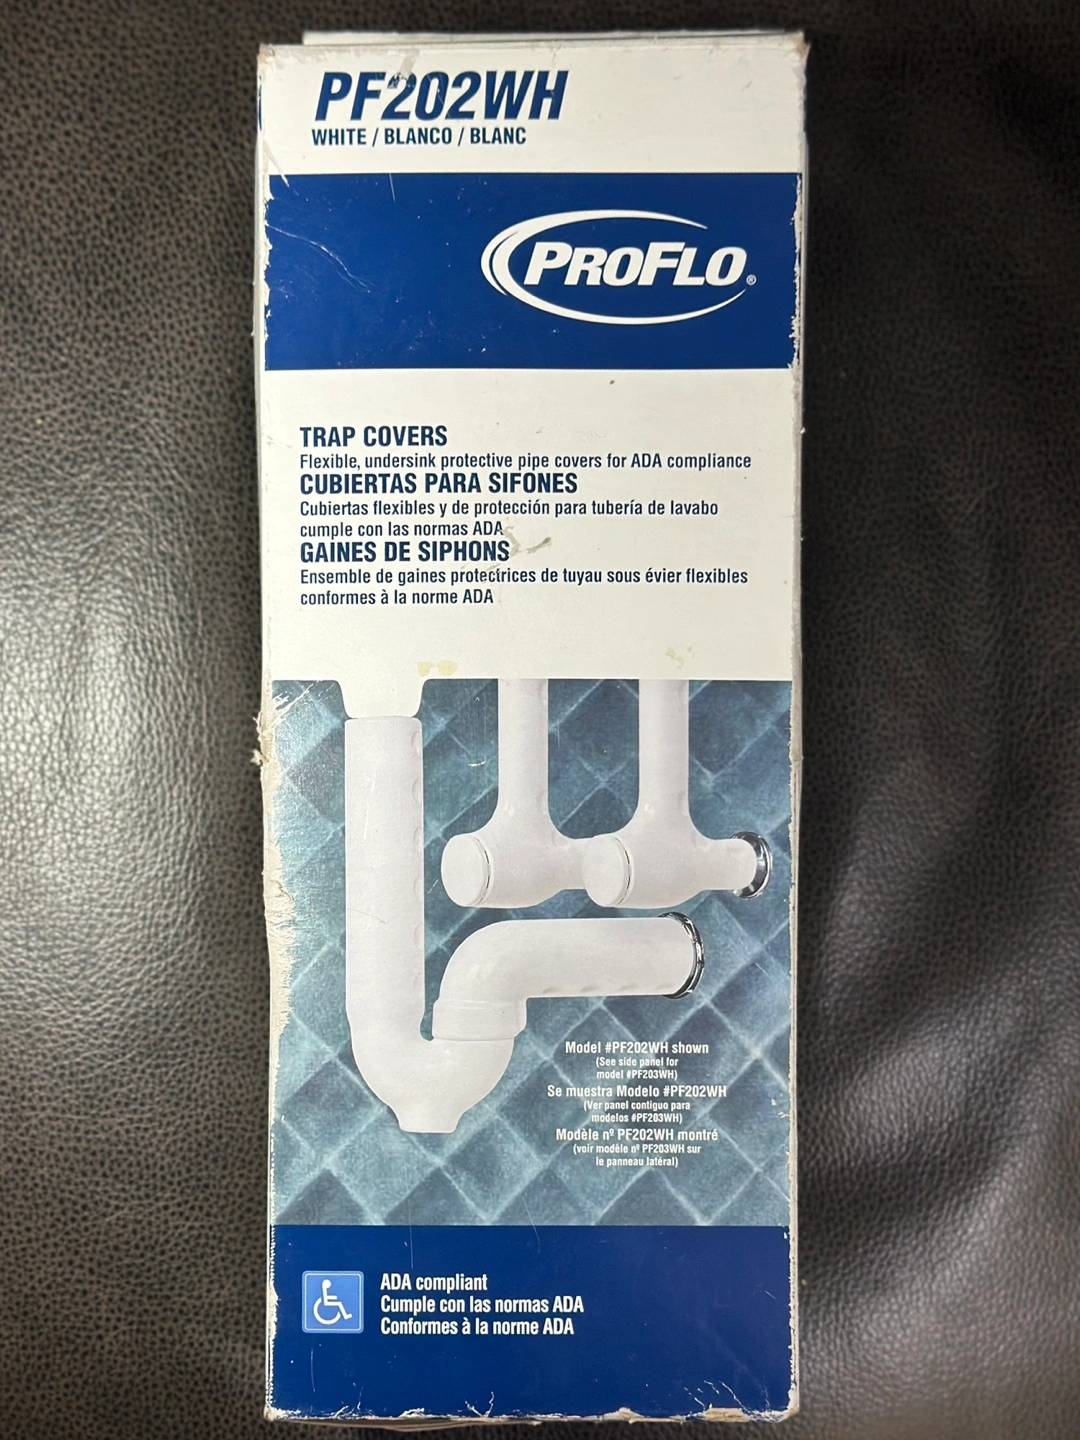 PF202WH
WHITE / BLANCO / BLANC
PROFLO®
TRAP COVERS
Flexible, undersink protective pipe covers for ADA compliance
CUBIERTAS PARA SIFONES
Cubiertas flexibles y de protección para tubería de lavabo
cumple con las normas ADA
GAINES DE SIPHONS
Ensemble de gaines protectrices de tuyau sous évier flexibles
conformes à la norme ADA
Model #PF202WH shown
(See side panel for
model #PF203WH)
Se muestra Modelo #PF202WH
(Ver panel contiguo para
modelos #PF203WH)
Modèle nº PF202WH montré
(voir modèle nº PF203WH sur
le panneau latéral)
ADA compliant
Cumple con las normas ADA
Conformes à la norme ADA